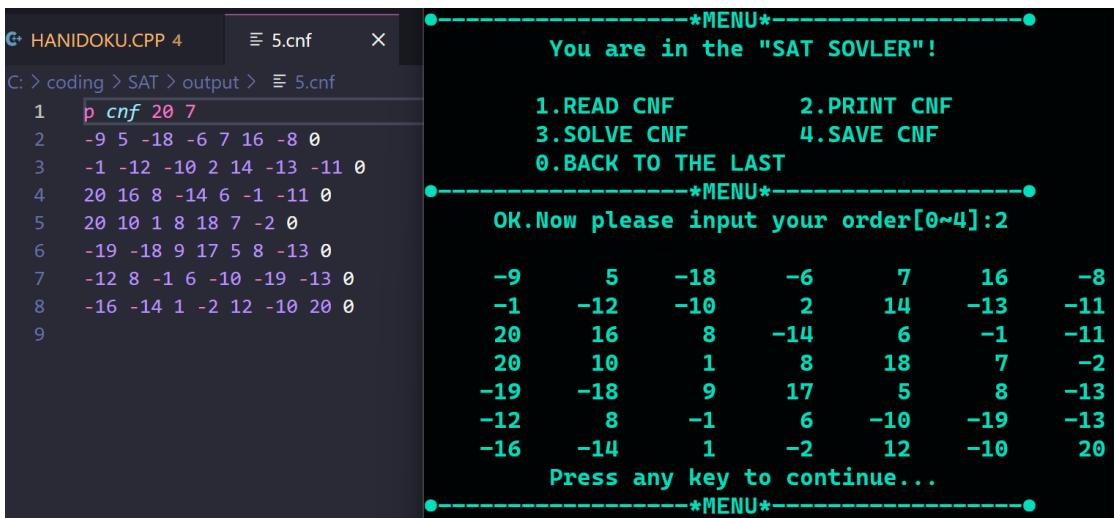 HANIDOKU.CPP 4
5.cnf ×
C: > coding > SAT > output > 5.cnf
1 p cnf 20 7
2 -9 5 -18 -6 7 16 -8 0
3 -1 -12 -10 2 14 -13 -11 0
4 20 16 8 -14 6 -1 -11 0
5 20 10 1 8 18 7 -2 0
6 -19 -18 9 17 5 8 -13 0
7 -12 8 -1 6 -10 -19 -13 0
8 -16 -14 1 -2 12 -10 20 0
9
●--------------------*MENU*--------------------●
You are in the "SAT SOVLER"!
1.READ CNF 2.PRINT CNF
3.SOLVE CNF 4.SAVE CNF
0.BACK TO THE LAST
●--------------------*MENU*--------------------●
OK.Now please input your order[0~4]:2
-9 5 -18 -6 7 16 -8
-1 -12 -10 2 14 -13 -11
20 16 8 -14 6 -1 -11
20 10 1 8 18 7 -2
-19 -18 9 17 5 8 -13
-12 8 -1 6 -10 -19 -13
-16 -14 1 -2 12 -10 20
Press any key to continue...
●--------------------*MENU*--------------------●